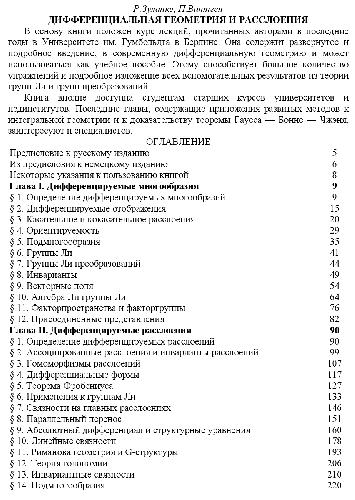 Р.Зуланке, П.Винтген
ДИФФЕРЕНЦИАЛЬНАЯ ГЕОМЕТРИЯ И РАССЛОЕНИЯ
В основу книги положен курс лекций, прочитанных авторами в последние
годы в Университете им. Гумбольдта в Берлине. Она содержит развернутое и
подробное введение, в современную дифференциальную геометрию и может
использоваться как учебное пособие. Этому способствует большое количество
упражнений и подробное изложение всех вспомогательных результатов из теории
групп Ли и групп преобразований.
Книга вполне доступна студентам старших курсов университетов и
пединститутов. Последние главы, содержащие приложения развитых методов к
интегральной геометрии и к доказательству теоремы Гаусса — Бонне — Чжэня,
заинтересуют и специалистов.
ОГЛАВЛЕНИЕ
Предисловие к русскому изданию 5
Из предисловия к немецкому изданию 6
Некоторые указания к пользованию книгой 8
Глава I. Дифференцируемые многообразия 9
§ 1. Определение дифференцируемых многообразий 9
§ 2. Дифференцируемые отображения 15
§ 3. Касательное и кокасательное расслоения 20
§ 4. Ориентируемость 29
§ 5. Подмногообразия 35
§ 6. Группы Ли 41
§ 7. Группы Ли преобразований 44
§ 8. Инварианты 49
§ 9. Векторные поля 54
§ 10. Алгебра Ли группы Ли 64
§ 11. Факторпространства и факторгруппы 76
§ 12. Присоединенные представления 82
Глава II. Дифференцируемые расслоения 90
§ 1. Определение дифференцируемых расслоений 90
§ 2. Ассоциированные расслоения и инварианты расслоений 99
§ 3. Гомоморфизмы расслоений 107
§ 4. Дифференциальные формы 117
§ 5. Теорема Фробениуса 127
§ 6. Применения к группам Ли 133
§ 7. Связности на главных расслоениях 146
§ 8. Параллельный перенос 151
§ 9. Абсолютный дифференциал и структурные уравнения 160
§ 10. Линейные связности 178
§ 11. Риманова геометрия и G-структуры 193
§ 12. Теория голономии 206
§ 13. Инвариантные связности 210
§ 14. Подмногообразия 220